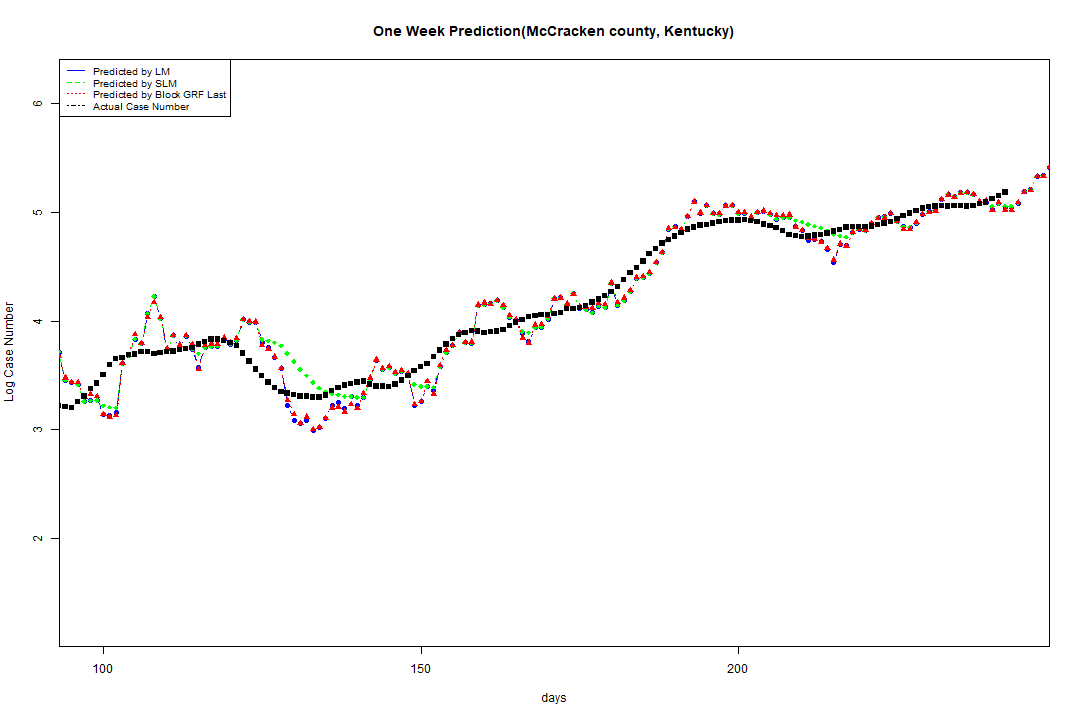 One Week Prediction(McCracken county, Kentucky)
Predicted by LM
Predicted by SLM
Predicted by Block GRF Last
Actual Case Number
6
5
4
3
2
Log Case Number
100 150 200
days